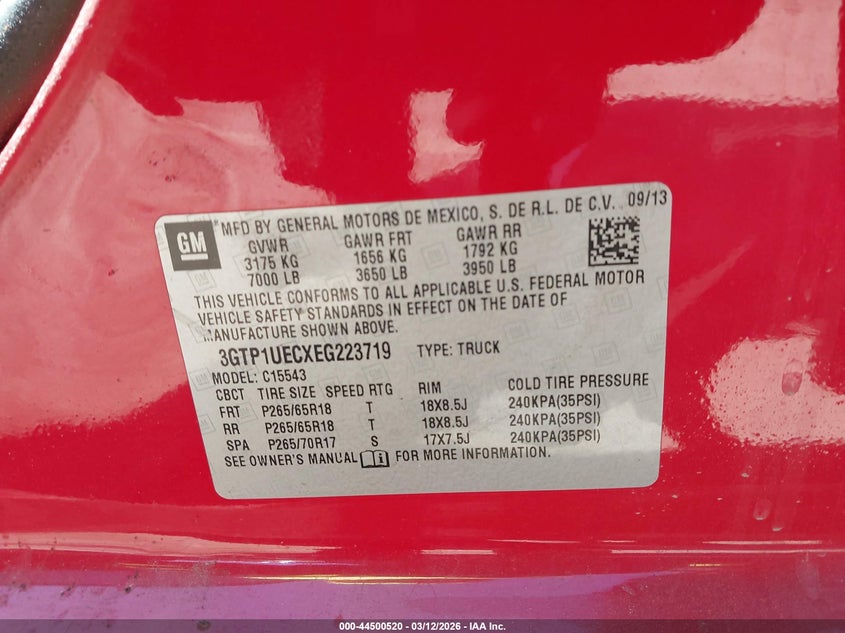 GM
MFD BY GENERAL MOTORS DE MEXICO, S. DE R.L. DE C.V. 09/13
GVWR GAWR FRT GAWR RR
3175 KG 1656 KG 1792 KG
7000 LB 3650 LB 3950 LB
THIS VEHICLE CONFORMS TO ALL APPLICABLE U.S. FEDERAL MOTOR
VEHICLE SAFETY STANDARDS IN EFFECT ON THE DATE OF
MANUFACTURE SHOWN ABOVE.
3GTP1UECXEG223719 TYPE: TRUCK
MODEL: C15543
CBCT TIRE SIZE SPEED RTG RIM COLD TIRE PRESSURE
FRT P265/65R18 T 18X8.5J 240KPA(35PSI)
RR P265/65R18 T 18X8.5J 240KPA(35PSI)
SPA P265/70R17 S 17X7.5J 240KPA(35PSI)
SEE OWNER'S MANUAL FOR MORE INFORMATION.
000-44500520 | 03/12/2026 | IAA Inc.